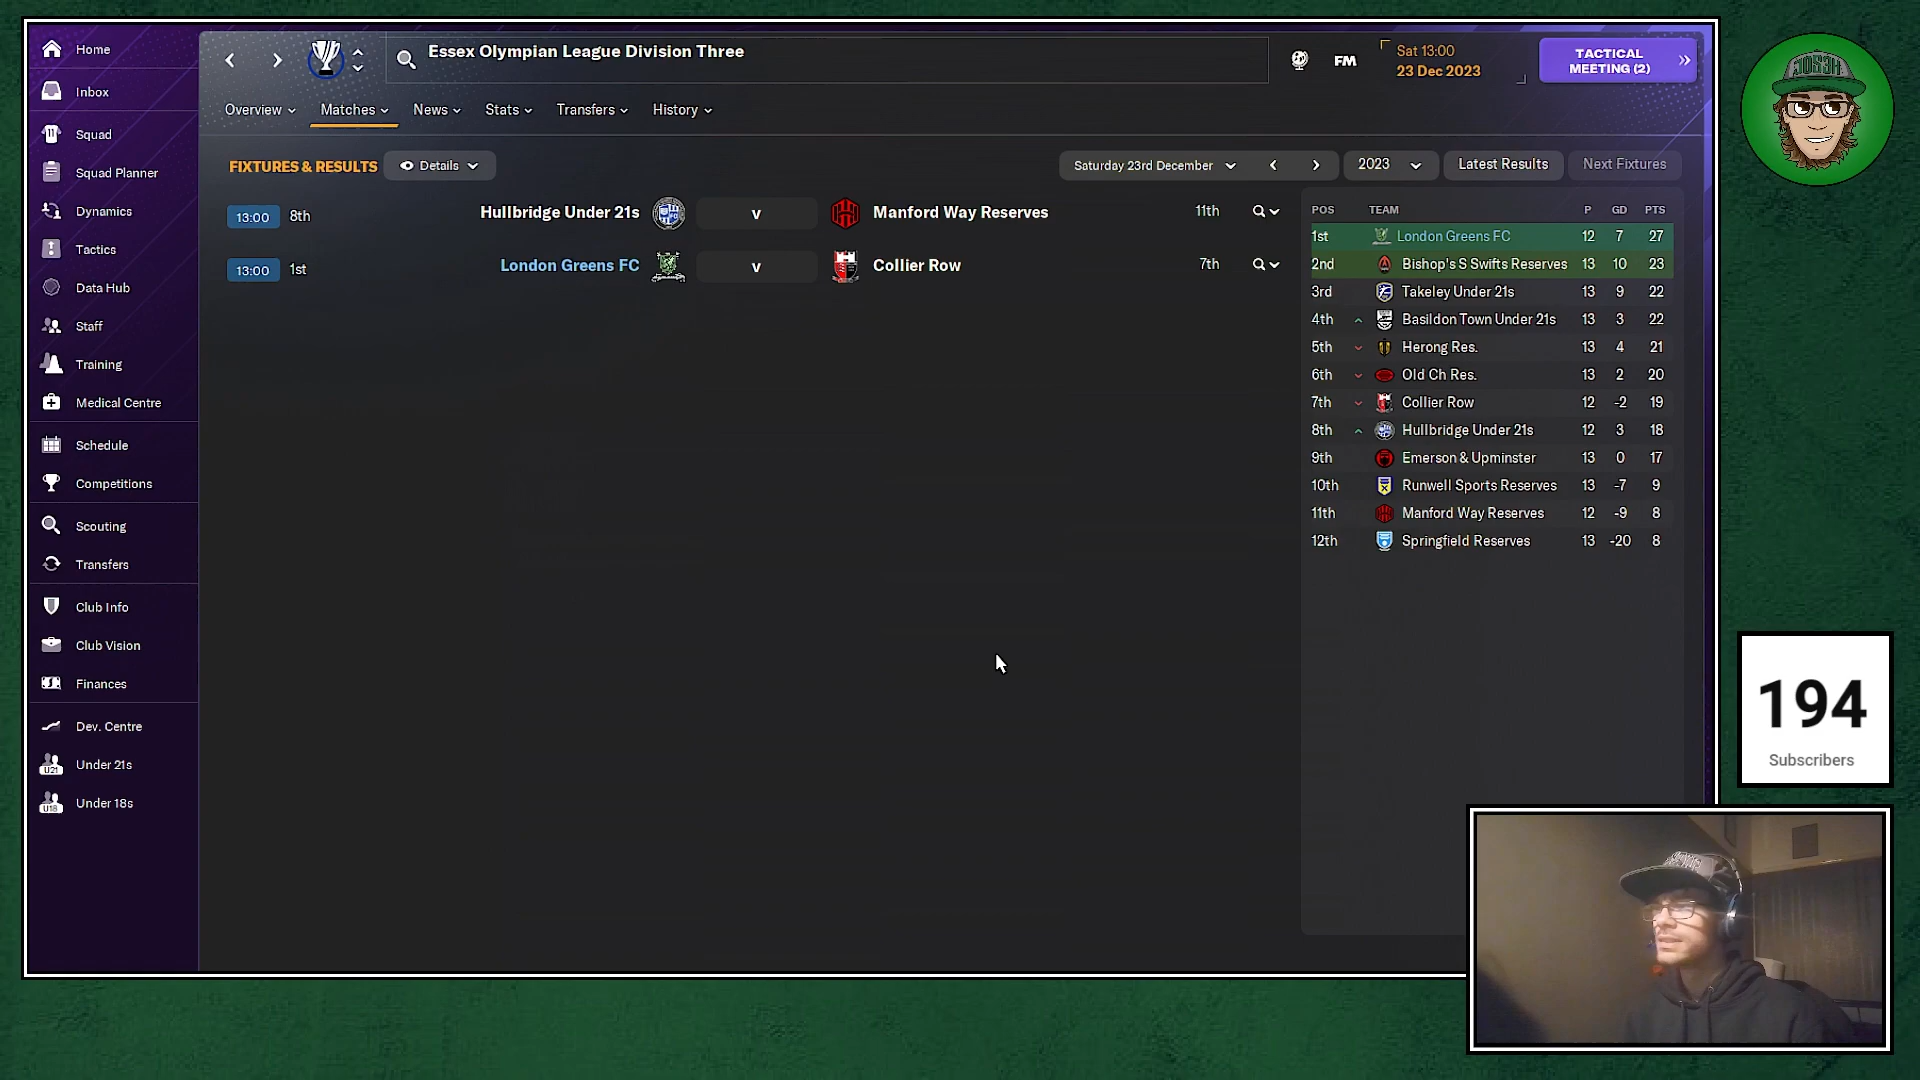 Home
Inbox
Squad
Squad Planner
Dynamics
Tactics
Data Hub
Staff
Training
Medical Centre
Schedule
Competitions
Scouting
Transfers
Club Info
Club Vision
Finances
Dev. Centre
U21 Under 21s
U18 Under 18s
Essex Olympian League Division Three
FM
Sat 13:00
23 Dec 2023
TACTICAL
MEETING (2)
Overview Matches News Stats Transfers History
FIXTURES & RESULTS Details
Saturday 23rd December 2023 Latest Results Next Fixtures
13:00 8th Hullbridge Under 21s v Manford Way Reserves 11th
13:00 1st London Greens FC v Collier Row 7th
POS TEAM P GD PTS
1st London Greens FC 12 7 27
2nd Bishop's S Swifts Reserves 13 10 23
3rd Takeley Under 21s 13 9 22
4th Basildon Town Under 21s 13 3 22
5th Herong Res. 13 4 21
6th Old Ch Res. 13 2 20
7th Collier Row 12 -2 19
8th Hullbridge Under 21s 12 3 18
9th Emerson & Upminster 13 0 17
10th Runwell Sports Reserves 13 -7 9
11th Manford Way Reserves 12 -9 8
12th Springfield Reserves 13 -20 8
194
Subscribers